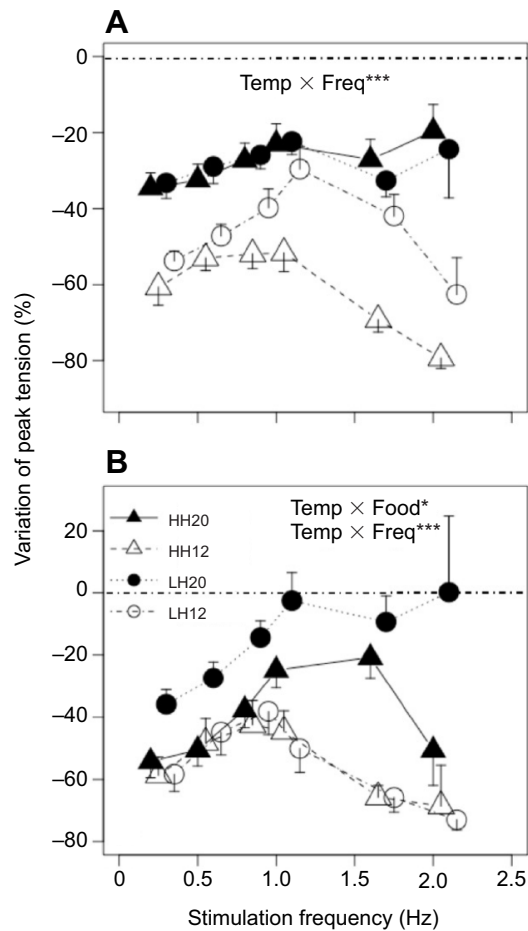 A
0
–20
–40
–60
–80
Temp × Freq***
Variation of peak tension (%)
B
20
0
–20
–40
–60
–80
HH20
HH12
LH20
LH12
Temp × Food*
Temp × Freq***
0 0.5 1.0 1.5 2.0 2.5
Stimulation frequency (Hz)